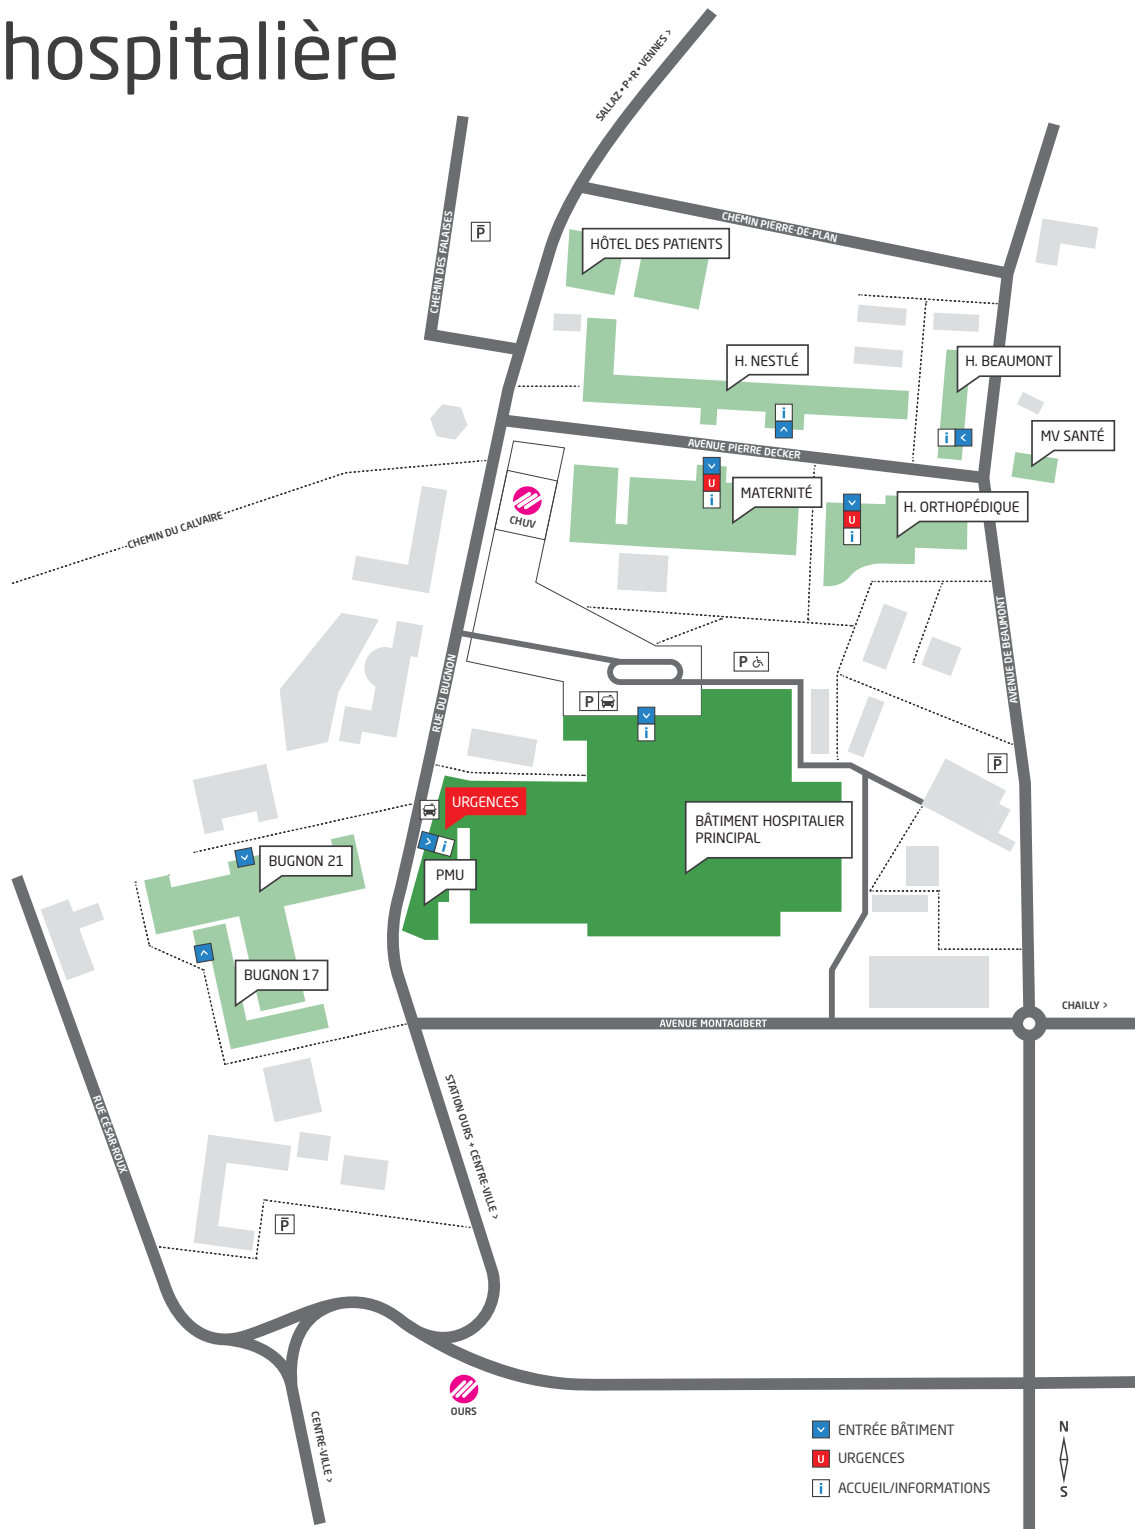 hospitalière
SALLAZ • P+R • VENNES >
CHEMIN PIERRE-DE-PLAN
CHEMIN DES FALAISES
P
HÔTEL DES PATIENTS
H. NESTLÉ
H. BEAUMONT
i
i
MV SANTÉ
AVENUE PIERRE DECKER
U
i
MATERNITÉ
U
i
H. ORTHOPÉDIQUE
CHUV
CHEMIN DU CALVAIRE
AVENUE DE BEAUMONT
RUE DU BUGNON
P
P
i
P
URGENCES
i
BÂTIMENT HOSPITALIER
PRINCIPAL
PMU
BUGNON 21
BUGNON 17
CHAILLY >
AVENUE MONTAGIBERT
STATION OURS + CENTRE-VILLE >
RUE CÉSAR-ROUX
P
OURS
CENTRE-VILLE >
ENTRÉE BÂTIMENT
U URGENCES
i ACCUEIL/INFORMATIONS
N
S